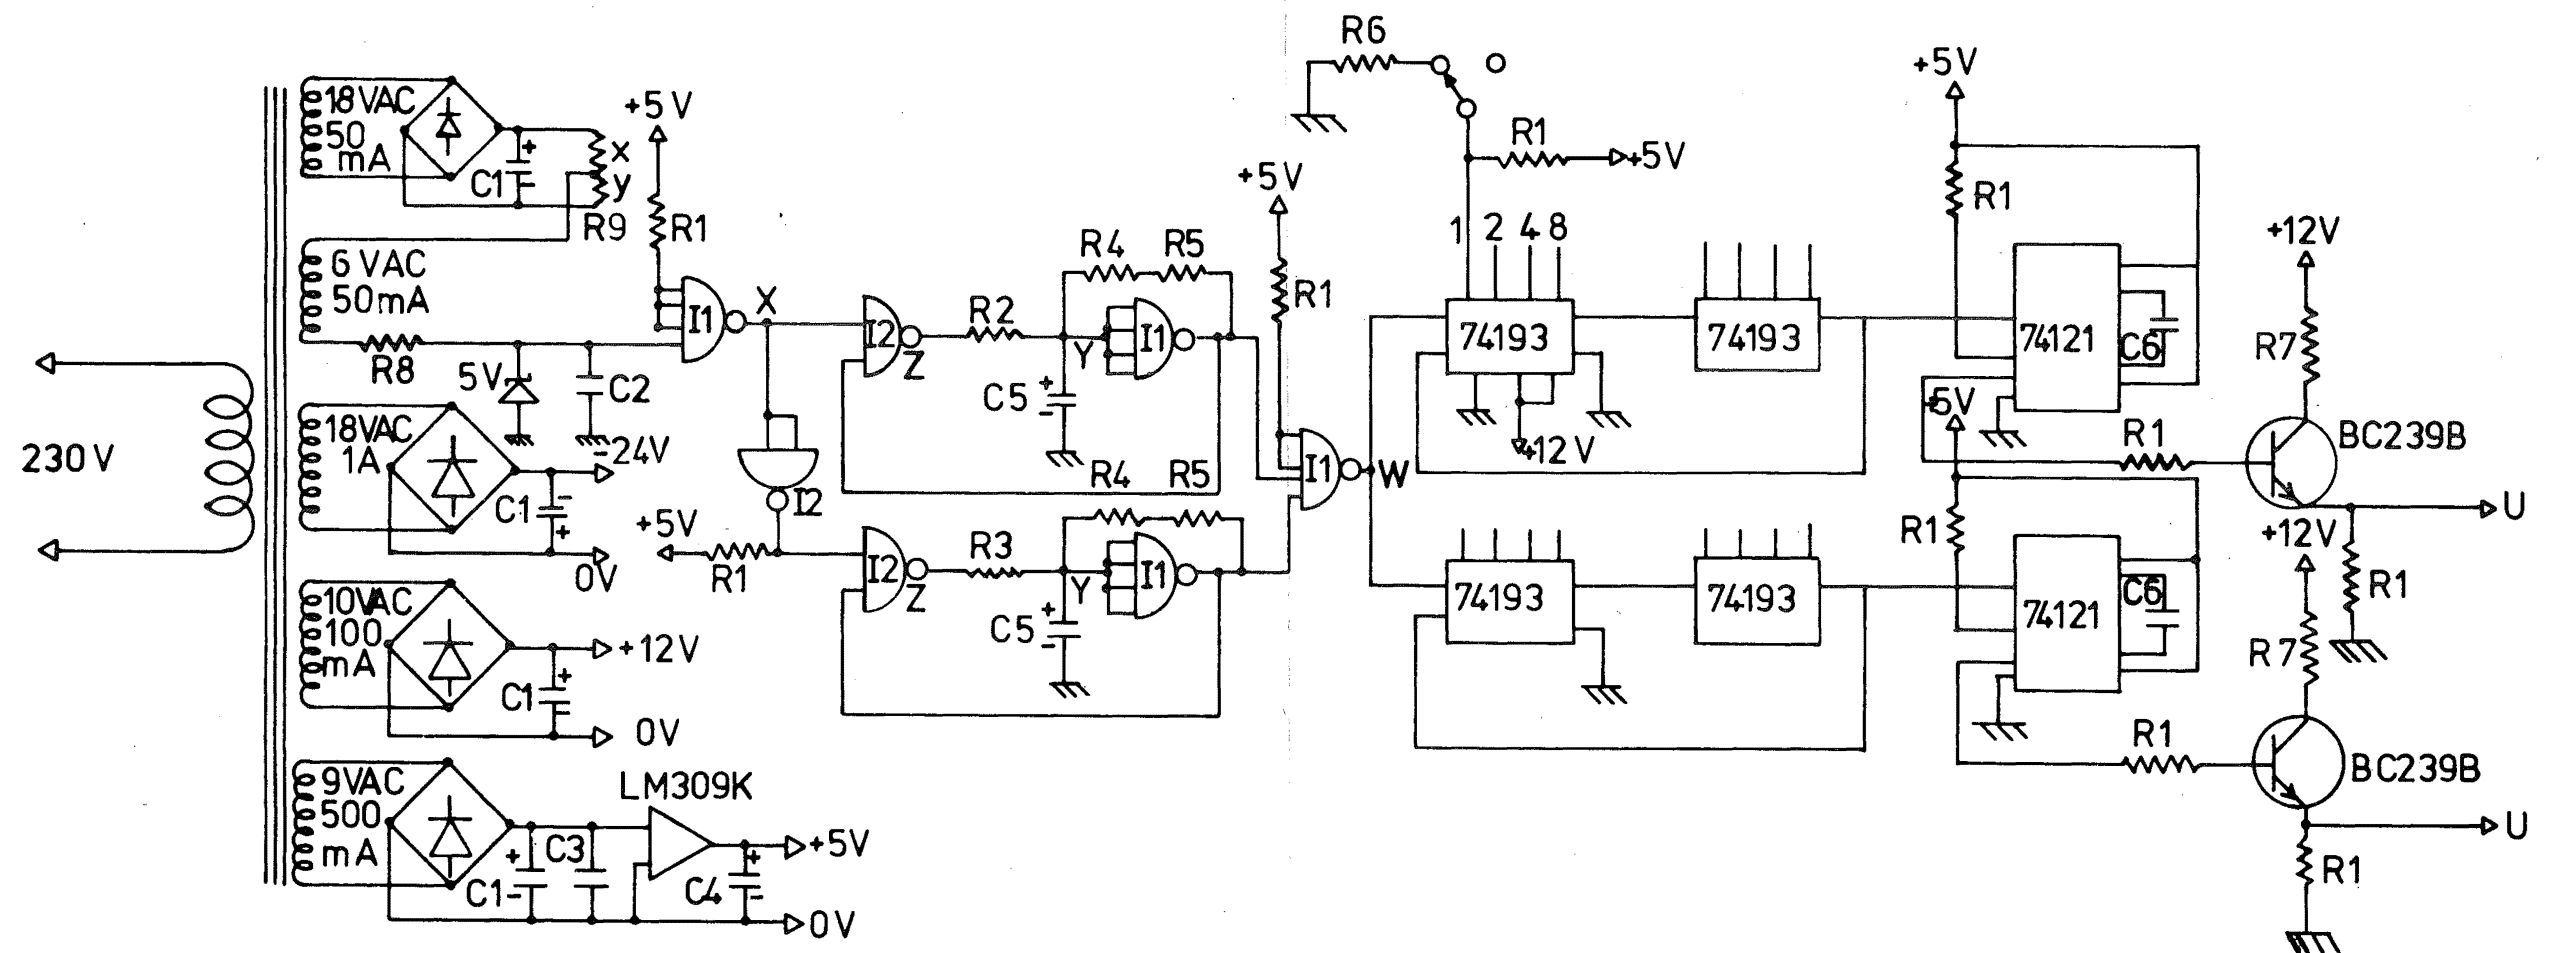 230 V
18VAC
50
mA
C1
+
-
x
y
R9
+5V
R1
6 VAC
50mA
R8
5V
C2
I1
X
18VAC
1A
C1
-
+
-24V
0V
10VAC
100
mA
C1
+
-
+12V
0V
9VAC
500
mA
+
C1-
C3
LM309K
+
C4
-
+5V
0V
I2
Z
R2
R4 R5
Y
I1
C5
+
-
I2
+5V
R1
I2
Z
R3
R4 R5
Y
I1
C5
+
-
+5V
R1
I1
W
R6
O
R1
+5V
1 2 4 8
74193
+12V
74193
74193
74193
+5V
R1
74121
C6
+5V
R1
R1
74121
C6
R1
+12V
R7
BC239B
U
R1
+12V
R7
BC239B
U
R1